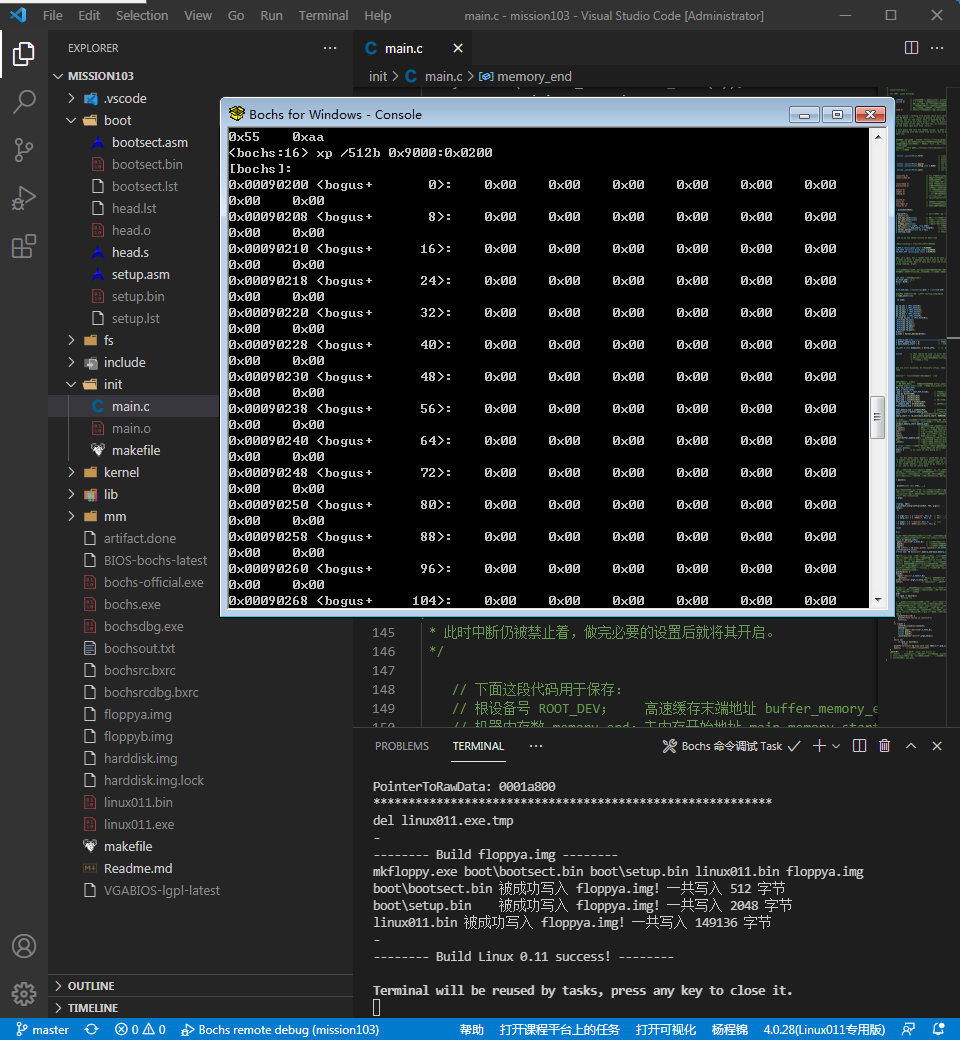 File Edit Selection View Go Run Terminal Help main.c - mission103 - Visual Studio Code [Administrator]
EXPLORER
MISSION103
.vscode
boot
bootsect.asm
bootsect.bin
bootsect.lst
head.lst
head.o
head.s
setup.asm
setup.bin
setup.lst
fs
include
init
main.c
main.o
makefile
kernel
lib
mm
artifact.done
BIOS-bochs-latest
bochs-official.exe
bochs.exe
bochsdbg.exe
bochsout.txt
bochsrc.bxrc
bochsrcdbg.bxrc
floppya.img
floppyb.img
harddisk.img
harddisk.img.lock
linux011.bin
linux011.exe
makefile
Readme.md
VGABIOS-lgpl-latest
OUTLINE
TIMELINE
main.c
init > main.c > memory_end
Bochs for Windows - Console
0x55 0xaa
<bochs:16> xp /512b 0x9000:0x0200
[bochs]:
0x00090200 <bogus+ 0>: 0x00 0x00 0x00 0x00 0x00 0x00
0x00 0x00
0x00090208 <bogus+ 8>: 0x00 0x00 0x00 0x00 0x00 0x00
0x00 0x00
0x00090210 <bogus+ 16>: 0x00 0x00 0x00 0x00 0x00 0x00
0x00 0x00
0x00090218 <bogus+ 24>: 0x00 0x00 0x00 0x00 0x00 0x00
0x00 0x00
0x00090220 <bogus+ 32>: 0x00 0x00 0x00 0x00 0x00 0x00
0x00 0x00
0x00090228 <bogus+ 40>: 0x00 0x00 0x00 0x00 0x00 0x00
0x00 0x00
0x00090230 <bogus+ 48>: 0x00 0x00 0x00 0x00 0x00 0x00
0x00 0x00
0x00090238 <bogus+ 56>: 0x00 0x00 0x00 0x00 0x00 0x00
0x00 0x00
0x00090240 <bogus+ 64>: 0x00 0x00 0x00 0x00 0x00 0x00
0x00 0x00
0x00090248 <bogus+ 72>: 0x00 0x00 0x00 0x00 0x00 0x00
0x00 0x00
0x00090250 <bogus+ 80>: 0x00 0x00 0x00 0x00 0x00 0x00
0x00 0x00
0x00090258 <bogus+ 88>: 0x00 0x00 0x00 0x00 0x00 0x00
0x00 0x00
0x00090260 <bogus+ 96>: 0x00 0x00 0x00 0x00 0x00 0x00
0x00 0x00
0x00090268 <bogus+ 104>: 0x00 0x00 0x00 0x00 0x00 0x00
145 * 此时中断仍被禁止着，做完必要的设置后就将其开启。
146 */
147
148 // 下面这段代码用于保存：
149 // 根设备号 ROOT_DEV； 高速缓存末端地址 buffer_memory_e
150 // 机器内存数 memory_end；主内存开始地址 main_memory_start
PROBLEMS TERMINAL Bochs 命令调试 Task
PointerToRawData: 0001a800
*********************************************************
del linux011.exe.tmp
-
-------- Build floppya.img --------
mkfloppy.exe boot\bootsect.bin boot\setup.bin linux011.bin floppya.img
boot\bootsect.bin 被成功写入 floppya.img! 一共写入 512 字节
boot\setup.bin 被成功写入 floppya.img! 一共写入 2048 字节
linux011.bin 被成功写入 floppya.img! 一共写入 149136 字节
-
-------- Build Linux 0.11 success! --------
Terminal will be reused by tasks, press any key to close it.
master 0 0 Bochs remote debug (mission103) 帮助 打开课程平台上的任务 打开可视化 杨程锦 4.0.28(Linux011专用版)